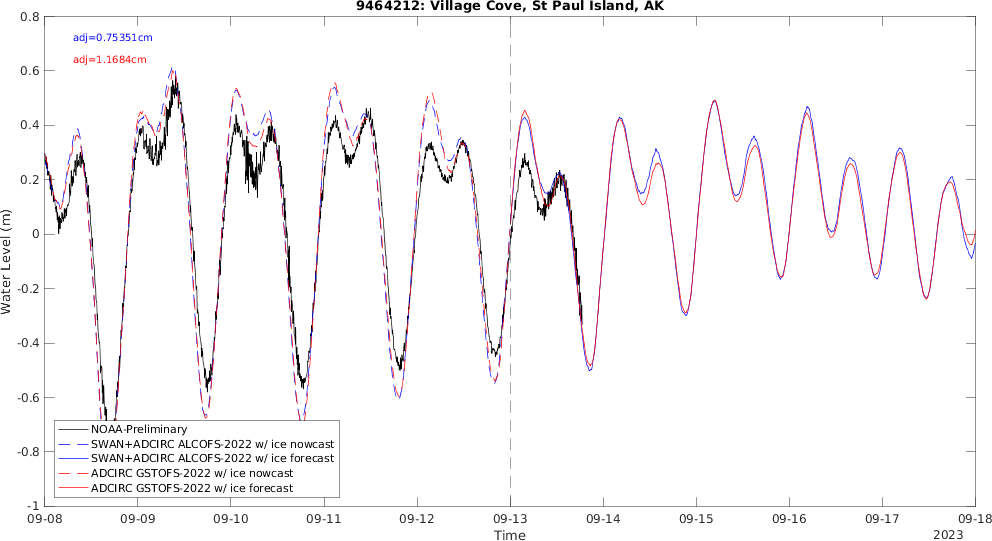 9464212: Village Cove, St Paul Island, AK
adj=0.75351cm
adj=1.1684cm
Water Level (m)
0.8
0.6
0.4
0.2
0
-0.2
-0.4
-0.6
-0.8
-1
NOAA-Preliminary
SWAN+ADCIRC ALCOFS-2022 w/ ice nowcast
SWAN+ADCIRC ALCOFS-2022 w/ ice forecast
ADCIRC GSTOFS-2022 w/ ice nowcast
ADCIRC GSTOFS-2022 w/ ice forecast
09-08 09-09 09-10 09-11 09-12 09-13 09-14 09-15 09-16 09-17 09-18
Time
2023